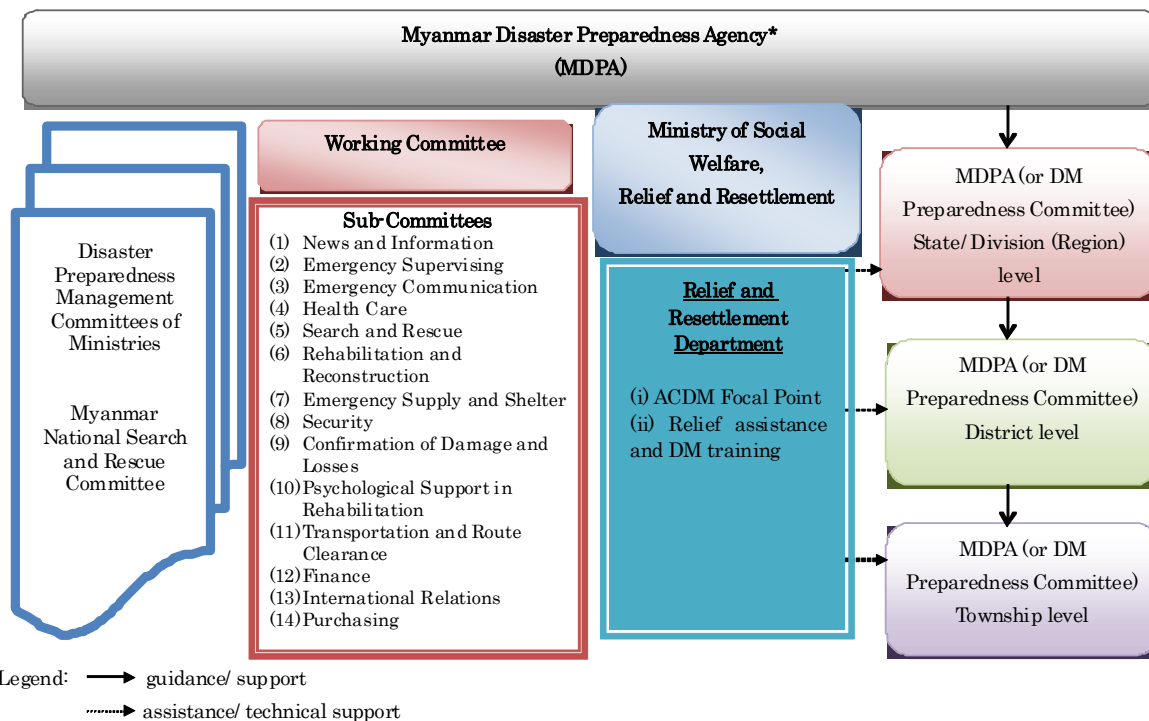 Myanmar Disaster Preparedness Agency*
(MDPA)
Disaster
Preparedness
Management
Committees of
Ministries
Myanmar
National Search
and Rescue
Committee
Working Committee
Sub-Committees
(1) News and Information
(2) Emergency Supervising
(3) Emergency Communication
(4) Health Care
(5) Search and Rescue
(6) Rehabilitation and
Reconstruction
(7) Emergency Supply and Shelter
(8) Security
(9) Confirmation of Damage and
Losses
(10) Psychological Support in
Rehabilitation
(11) Transportation and Route
Clearance
(12) Finance
(13) International Relations
(14) Purchasing
Ministry of Social
Welfare,
Relief and Resettlement
Relief and
Resettlement
Department
(i) ACDM Focal Point
(ii) Relief assistance
and DM training
MDPA (or DM
Preparedness Committee)
State/ Division (Region)
level
MDPA (or DM
Preparedness Committee)
District level
MDPA (or DM
Preparedness Committee)
Township level
Legend: guidance/ support
assistance/ technical support